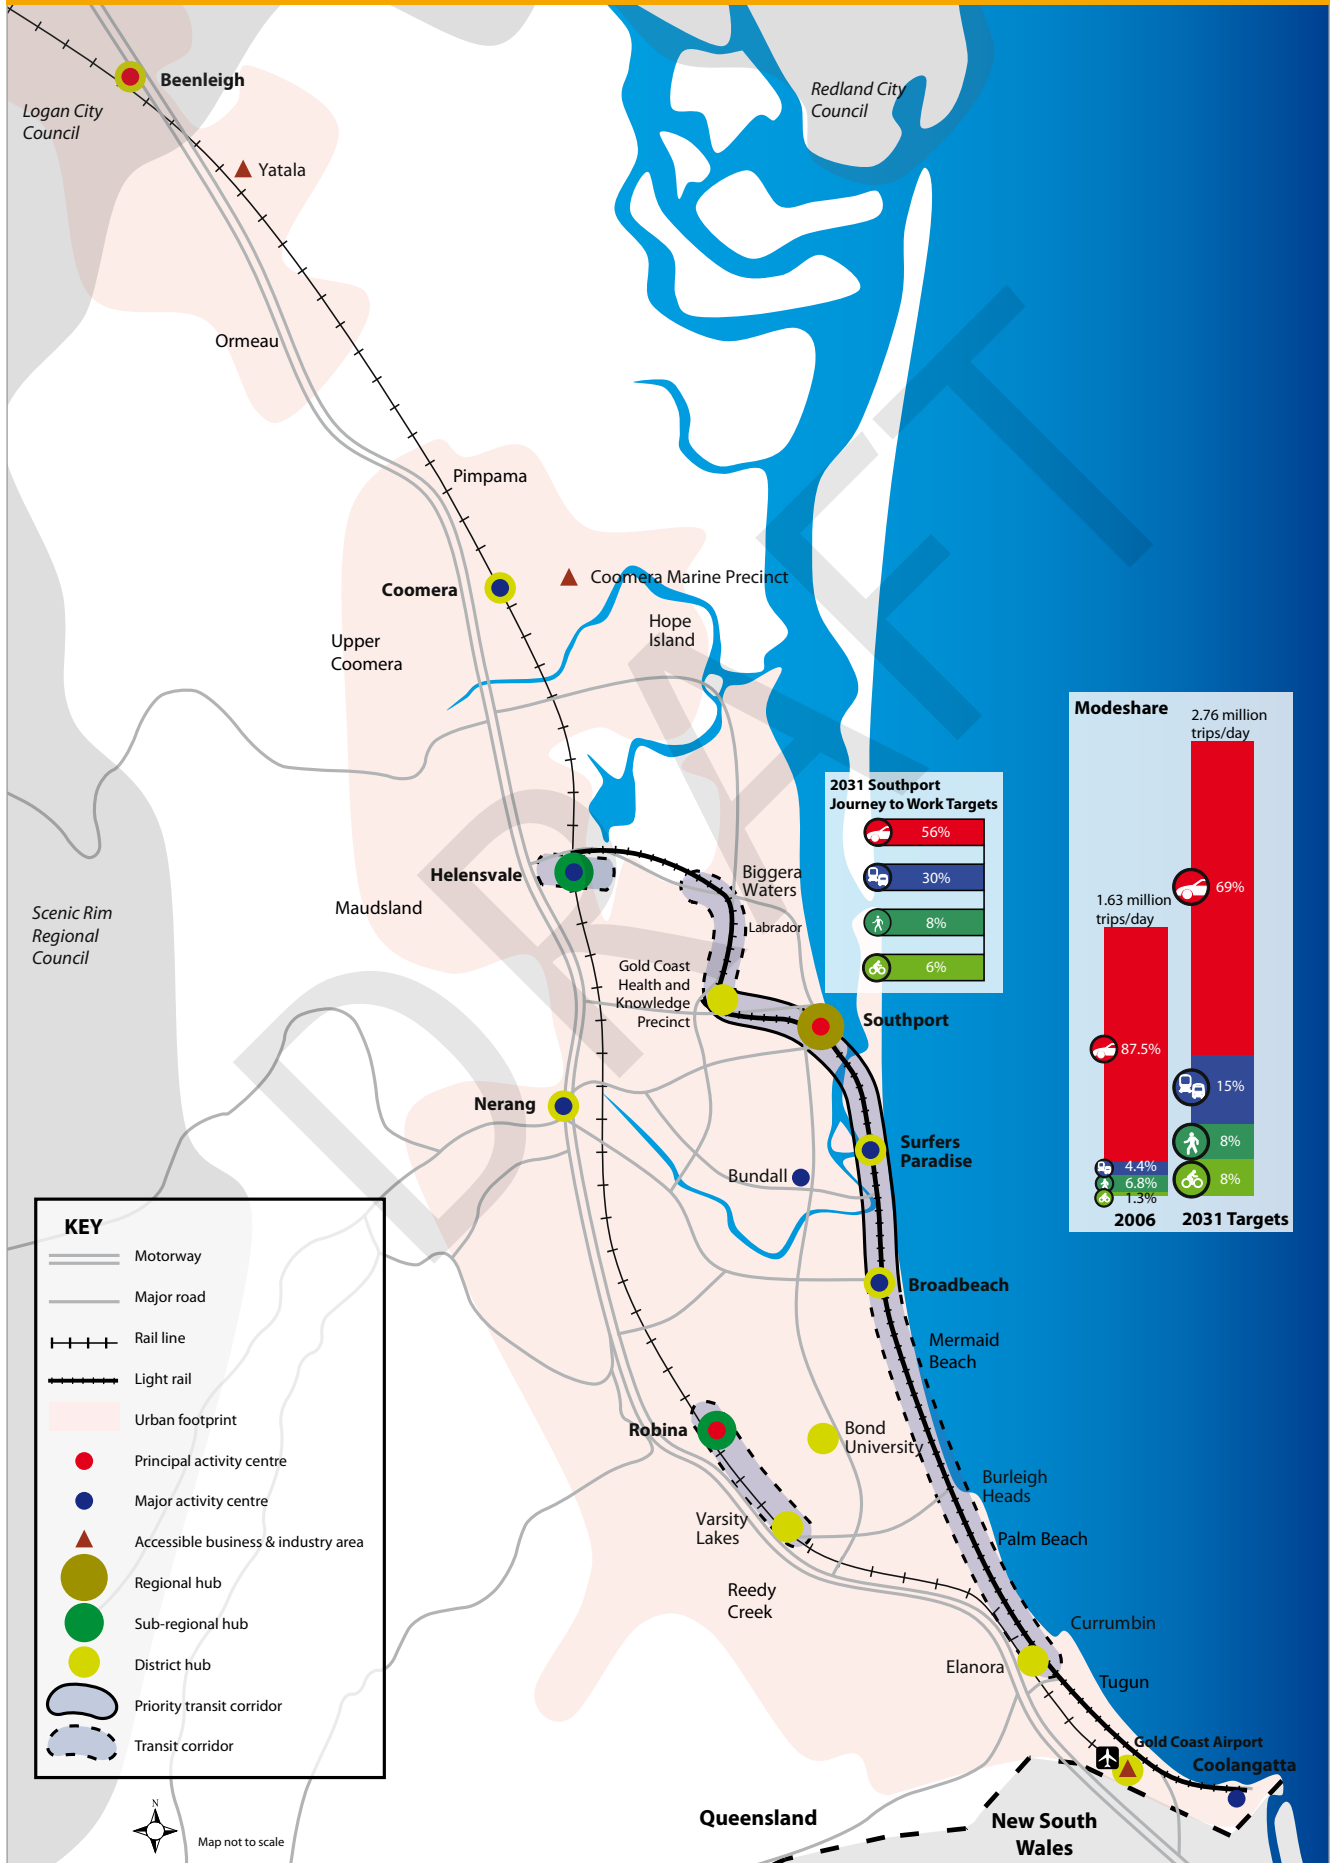 Redland City
Council
Beenleigh
Logan City
Council
Yatala
Ormeau
Pimpama
Coomera
Coomera Marine Precinct
Hope
Island
Upper
Coomera
Modeshare
2.76 million
trips/day
1.63 million
trips/day
69%
87.5%
15%
8%
8%
4.4%
6.8%
1.3%
2006
2031 Targets
2031 Southport
Journey to Work Targets
56%
30%
8%
6%
Helensvale
Biggera
Waters
Maudsland
Labrador
Scenic Rim
Regional
Council
Gold Coast
Health and
Knowledge
Precinct
Southport
Nerang
Surfers
Paradise
Bundall
Broadbeach
Mermaid
Beach
Robina
Bond
University
Burleigh
Heads
Varsity
Lakes
Palm Beach
Reedy
Creek
Currumbin
Elanora
Tugun
Gold Coast Airport
Coolangatta
Queensland
New South
Wales
KEY
Motorway
Major road
Rail line
Light rail
Urban footprint
Principal activity centre
Major activity centre
Accessible business & industry area
Regional hub
Sub-regional hub
District hub
Priority transit corridor
Transit corridor
N
Map not to scale
DRAFT